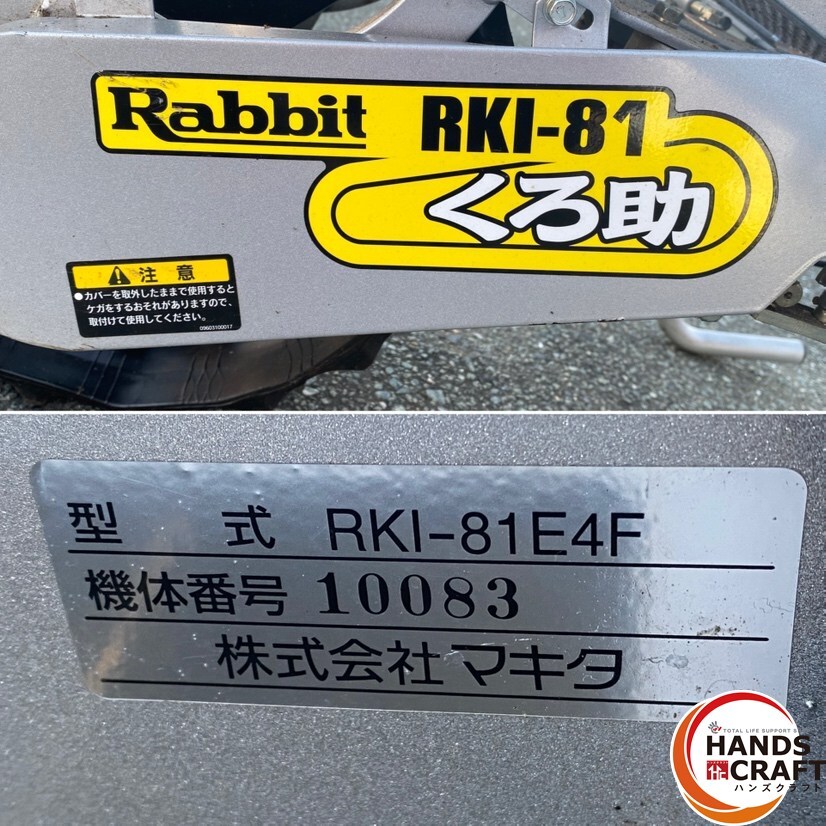 Rabbit RKI-81
くろ助
注意
●カバーを取外したままで使用すると
ケガをするおそれがありますので、
取付けて使用してください。
09603100017
型 式 RKI-81E4F
機体番号 10083
株式会社マキタ
TOTAL LIFE SUPPORT S
HANDS
CRAFT
ハンズクラフト